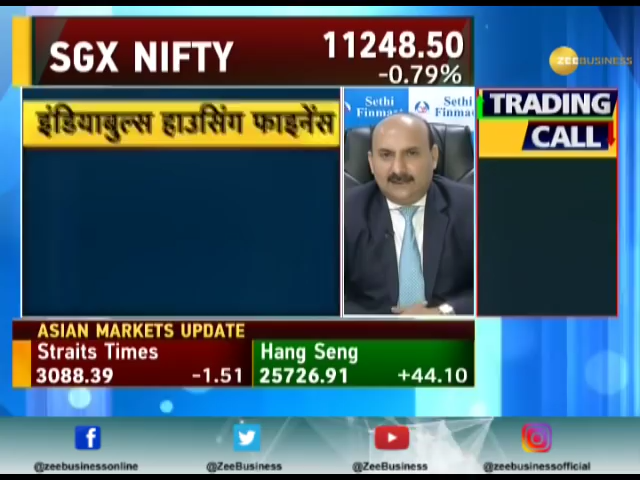 SGX NIFTY
11248.50
-0.79%
ZEEBUSINESS
इंडियाबुल्स हाउसिंग फाइनेंस
Sethi
Finmart
Sethi
Finmar
TRADING
CALL
ASIAN MARKETS UPDATE
Straits Times
3088.39 -1.51
Hang Seng
25726.91 +44.10
@zeebusinessonline
@ZeeBusiness
@ZeeBusiness
@zeebusinessofficial